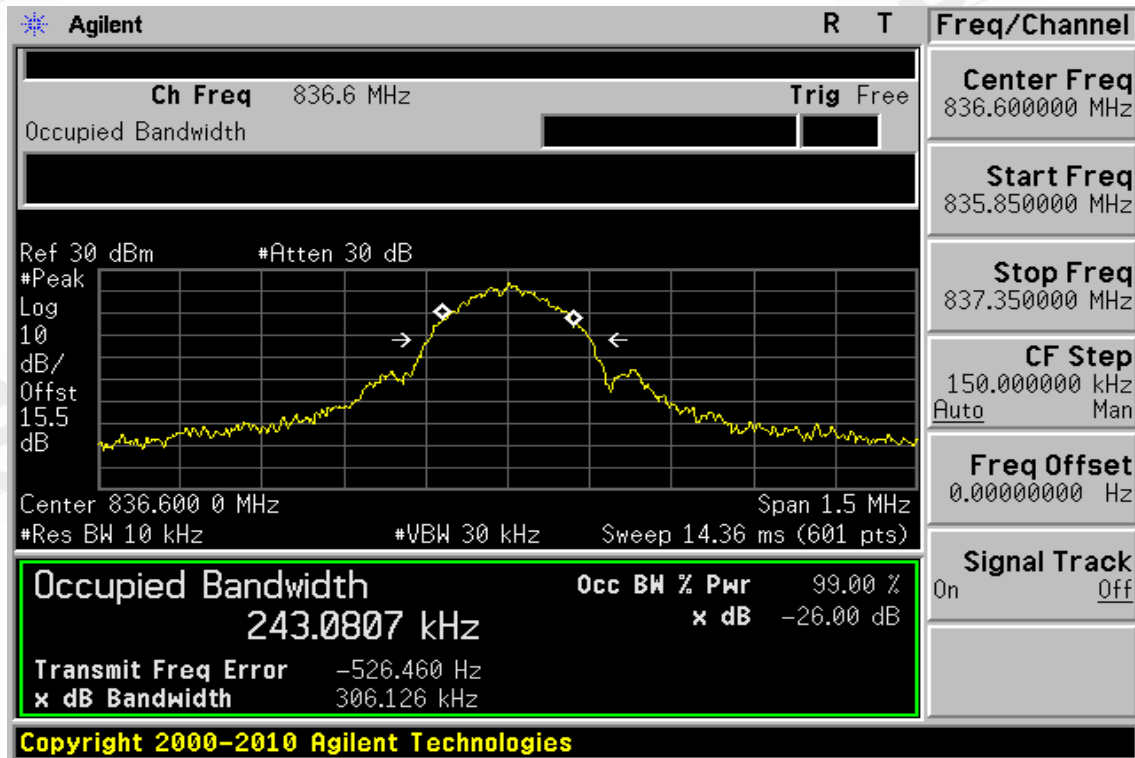 Agilent R T
Ch Freq 836.6 MHz Trig Free
Occupied Bandwidth
Ref 30 dBm #Atten 30 dB
#Peak
Log
10
dB/
Offst
15.5
dB
Center 836.600 0 MHz Span 1.5 MHz
#Res BW 10 kHz #VBW 30 kHz Sweep 14.36 ms (601 pts)
Occupied Bandwidth
243.0807 kHz
Occ BW % Pwr 99.00 %
x dB -26.00 dB
Transmit Freq Error -526.460 Hz
x dB Bandwidth 306.126 kHz
Copyright 2000-2010 Agilent Technologies
Freq/Channel
Center Freq
836.600000 MHz
Start Freq
835.850000 MHz
Stop Freq
837.350000 MHz
CF Step
150.000000 kHz
Auto Man
Freq Offset
0.00000000 Hz
Signal Track
On Off